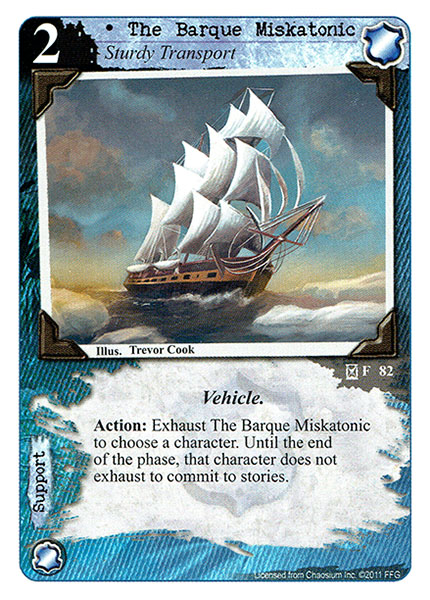 2
• The Barque Miskatonic
Sturdy Transport
Illus. Trevor Cook
F 82
Vehicle.
Action: Exhaust The Barque Miskatonic
to choose a character. Until the end
of the phase, that character does not
exhaust to commit to stories.
Support
Licensed from Chaosium Inc. ©2011 FFG